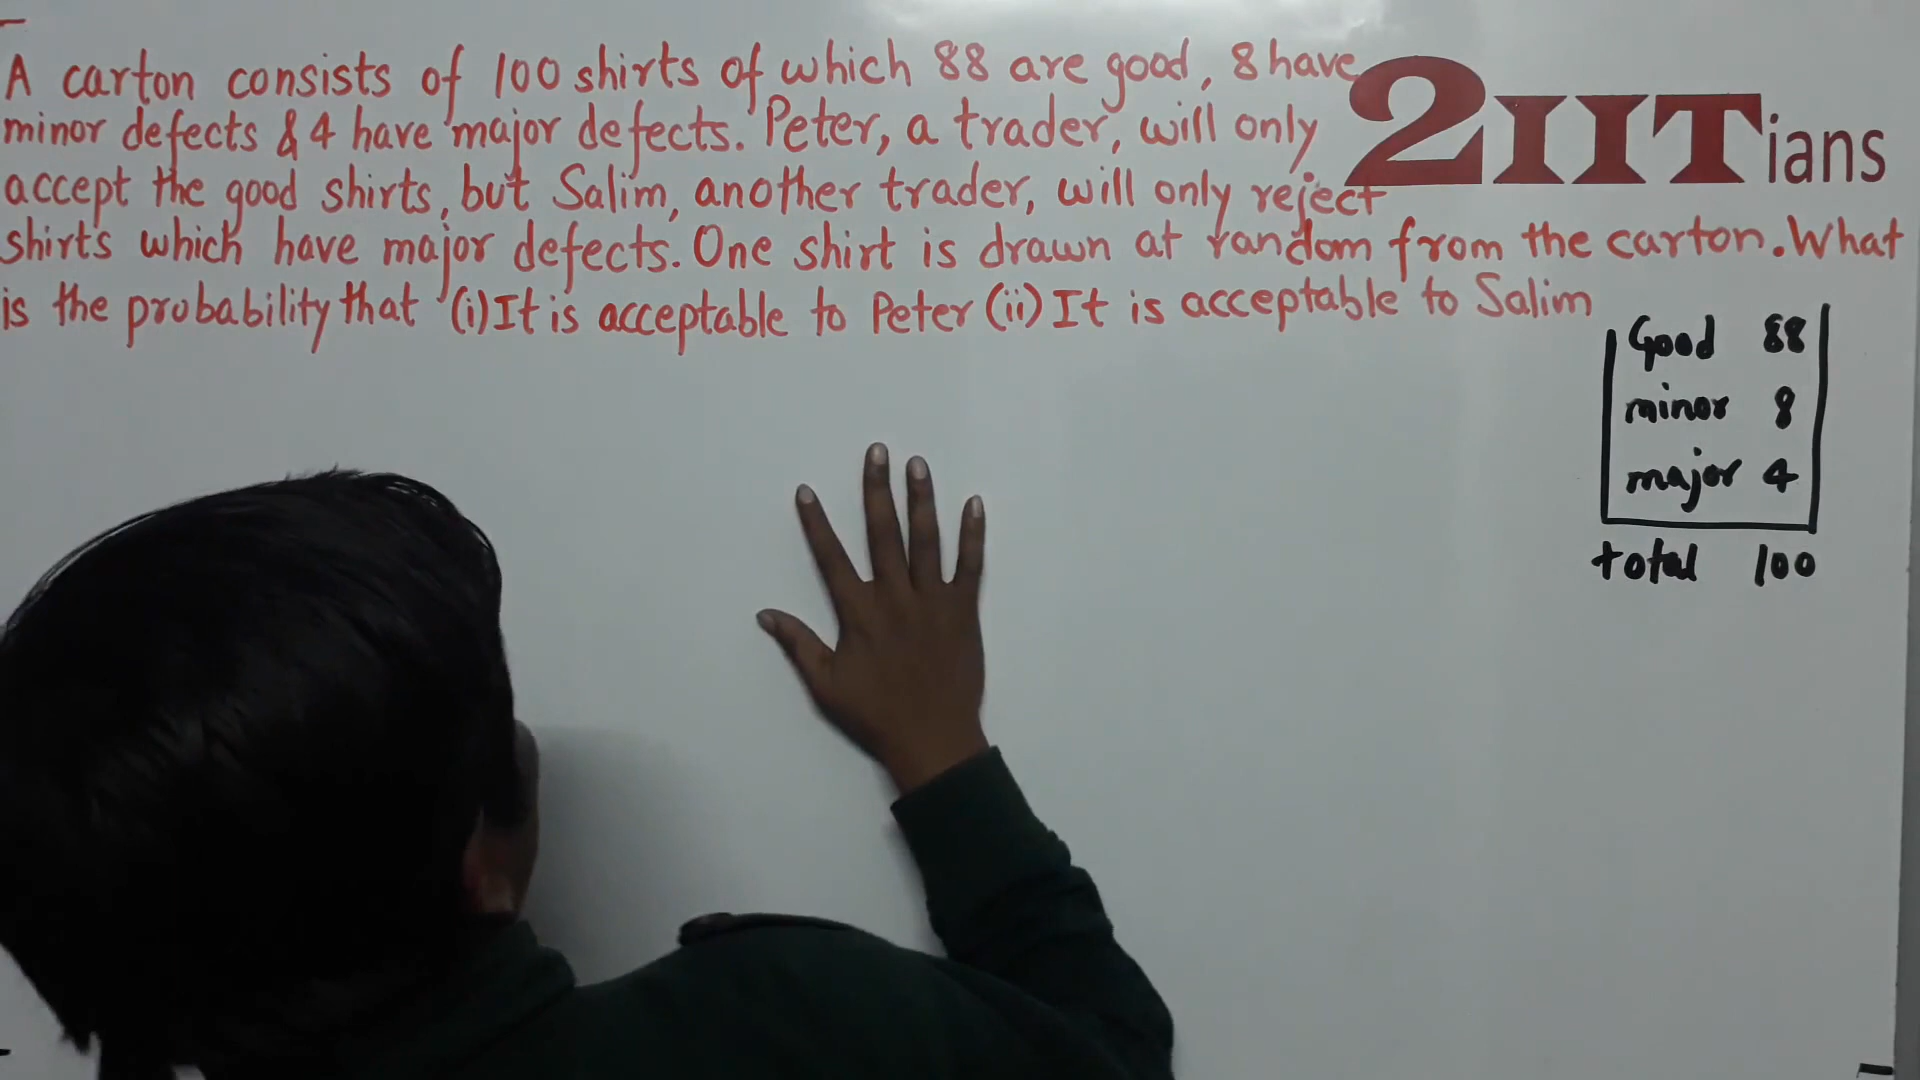 A carton consists of 100 shirts of which 88 are good, 8 have
minor defects & 4 have major defects. Peter, a trader, will only
accept the good shirts, but Salim, another trader, will only reject
shirts which have major defects. One shirt is drawn at random from the carton. What
is the probability that (i) It is acceptable to Peter (ii) It is acceptable to Salim
2IITians
Good 88
minor 8
major 4
total 100